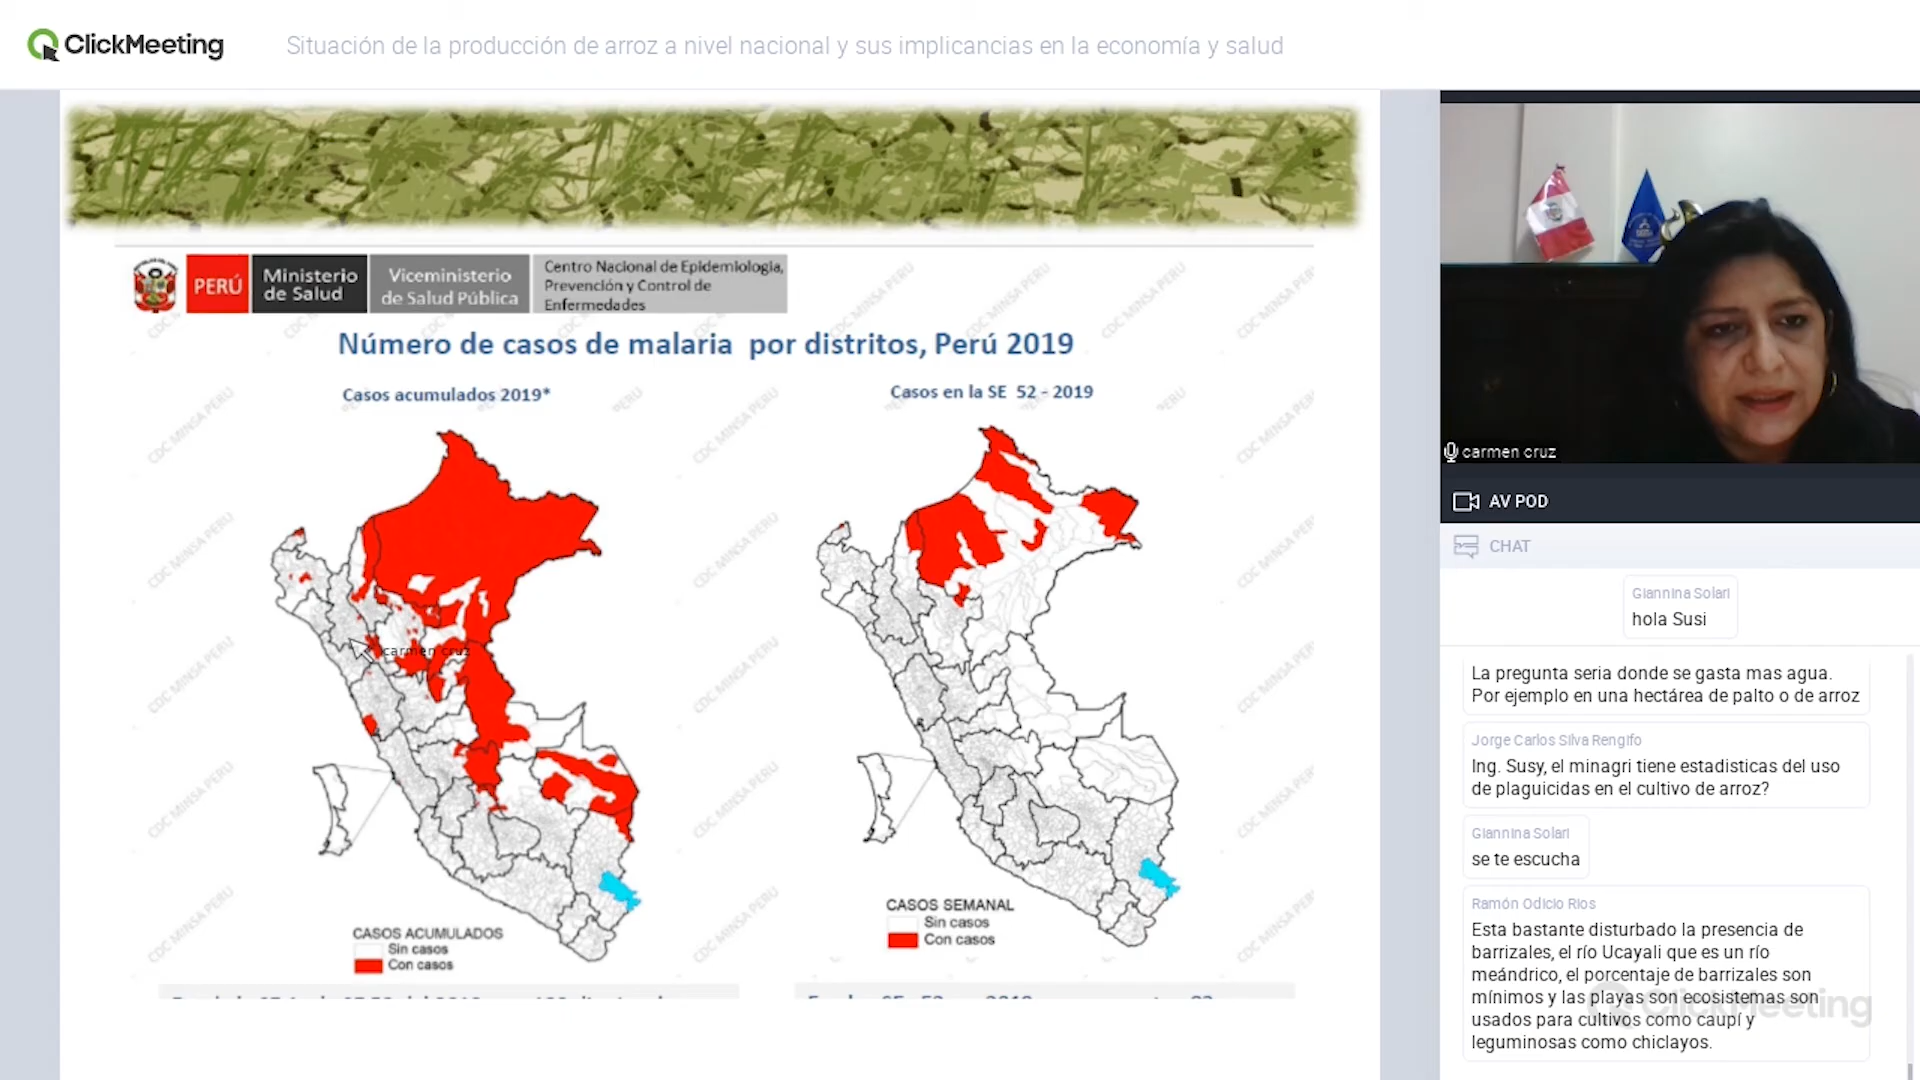 ClickMeeting
Situación de la producción de arroz a nivel nacional y sus implicancias en la economía y salud
PERÚ
Ministerio
de Salud
Viceministerio
de Salud Pública
Centro Nacional de Epidemiología,
Prevención y Control de
Enfermedades
Número de casos de malaria por distritos, Perú 2019
Casos acumulados 2019*
Casos en la SE 52 - 2019
CDC MINSA PERU
carmen cruz
CASOS ACUMULADOS
Sin casos
Con casos
CASOS SEMANAL
Sin casos
Con casos
carmen cruz
AV POD
CHAT
Giannina Solari
hola Susi
La pregunta seria donde se gasta mas agua.
Por ejemplo en una hectárea de palto o de arroz
Jorge Carlos Silva Rengifo
Ing. Susy, el minagri tiene estadisticas del uso
de plaguicidas en el cultivo de arroz?
Giannina Solari
se te escucha
Ramón Odicio Rios
Esta bastante disturbado la presencia de
barrizales, el río Ucayali que es un río
meándrico, el porcentaje de barrizales son
mínimos y las playas son ecosistemas son
usados para cultivos como caupí y
leguminosas como chiclayos.
ClickMeeting